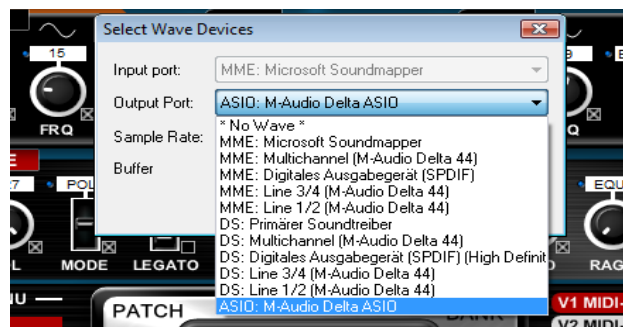 Select Wave Devices
15
FRQ
Input port:
MME: Microsoft Soundmapper
Output Port:
ASIO: M-Audio Delta ASIO
Sample Rate:
Buffer
* No Wave *
MME: Microsoft Soundmapper
MME: Multichannel (M-Audio Delta 44)
MME: Digitales Ausgabegerät (SPDIF)
MME: Line 3/4 (M-Audio Delta 44)
MME: Line 1/2 (M-Audio Delta 44)
DS: Primärer Soundtreiber
DS: Multichannel (M-Audio Delta 44)
DS: Digitales Ausgabegerät (SPDIF) (High Definit
DS: Line 3/4 (M-Audio Delta 44)
DS: Line 1/2 (M-Audio Delta 44)
ASIO: M-Audio Delta ASIO
POL
EQU
MODE
LEGATO
RAG
PATCH
V1 MIDI-
V2 MIDI-